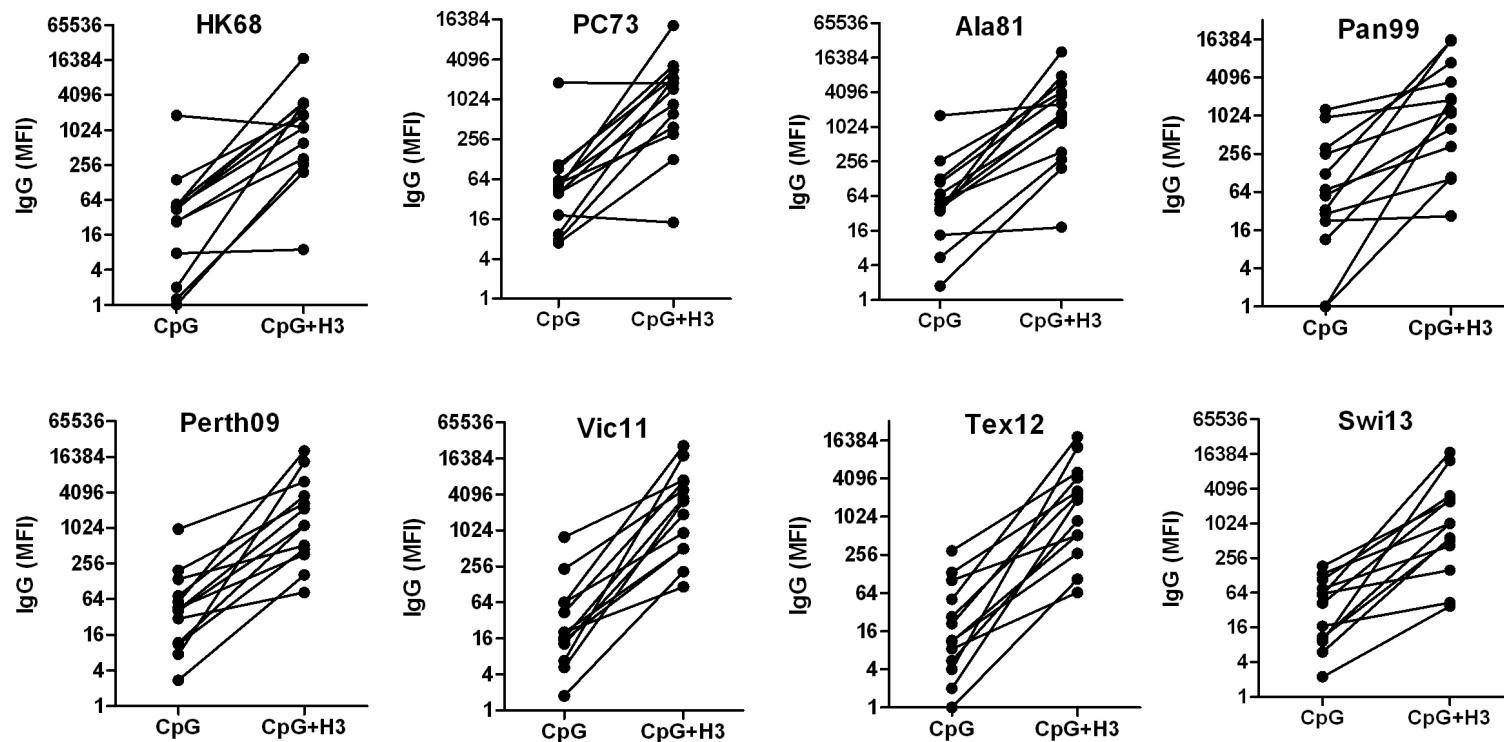 HK68
IgG (MFI)
65536
16384
4096
1024
256
64
16
4
1
CpG
CpG+H3
PC73
IgG (MFI)
16384
4096
1024
256
64
16
4
1
CpG
CpG+H3
Ala81
IgG (MFI)
65536
16384
4096
1024
256
64
16
4
1
CpG
CpG+H3
Pan99
IgG (MFI)
16384
4096
1024
256
64
16
4
1
CpG
CpG+H3
Perth09
IgG (MFI)
65536
16384
4096
1024
256
64
16
4
1
CpG
CpG+H3
Vic11
IgG (MFI)
65536
16384
4096
1024
256
64
16
4
1
CpG
CpG+H3
Tex12
IgG (MFI)
16384
4096
1024
256
64
16
4
1
CpG
CpG+H3
Swi13
IgG (MFI)
65536
16384
4096
1024
256
64
16
4
1
CpG
CpG+H3